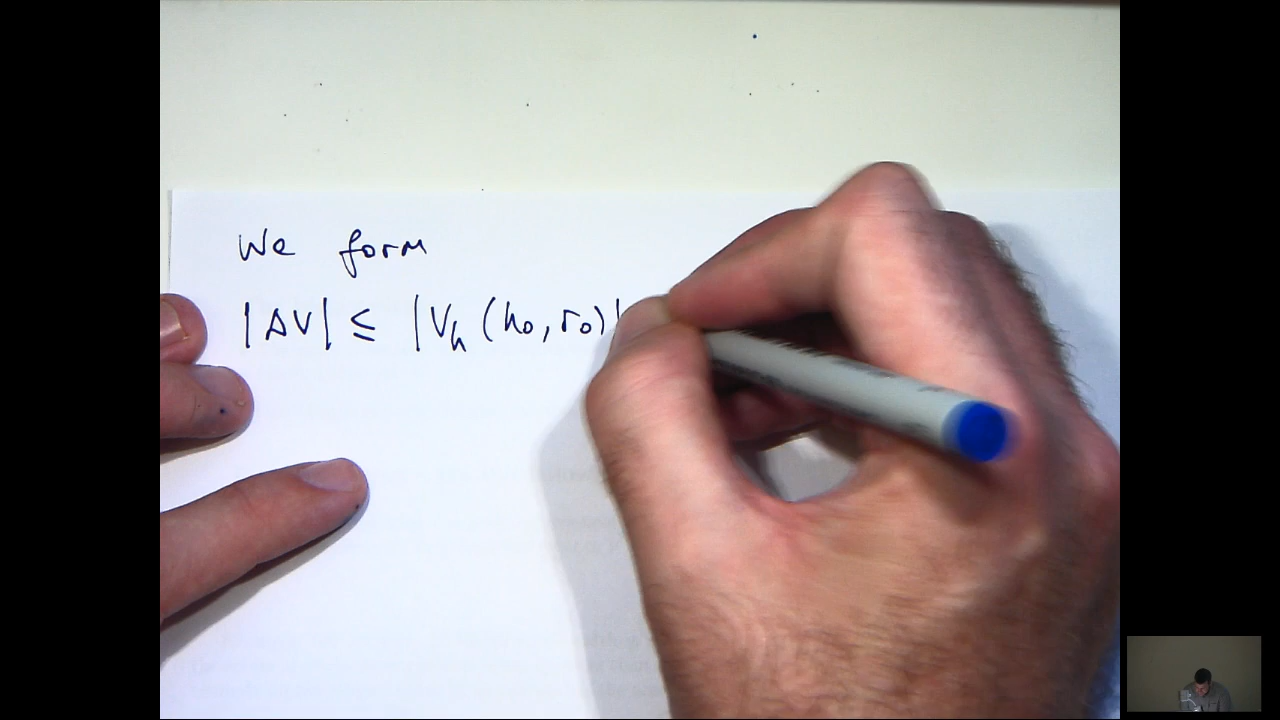 We form
|ΔV| ≤ |V_h (h₀, r₀)|